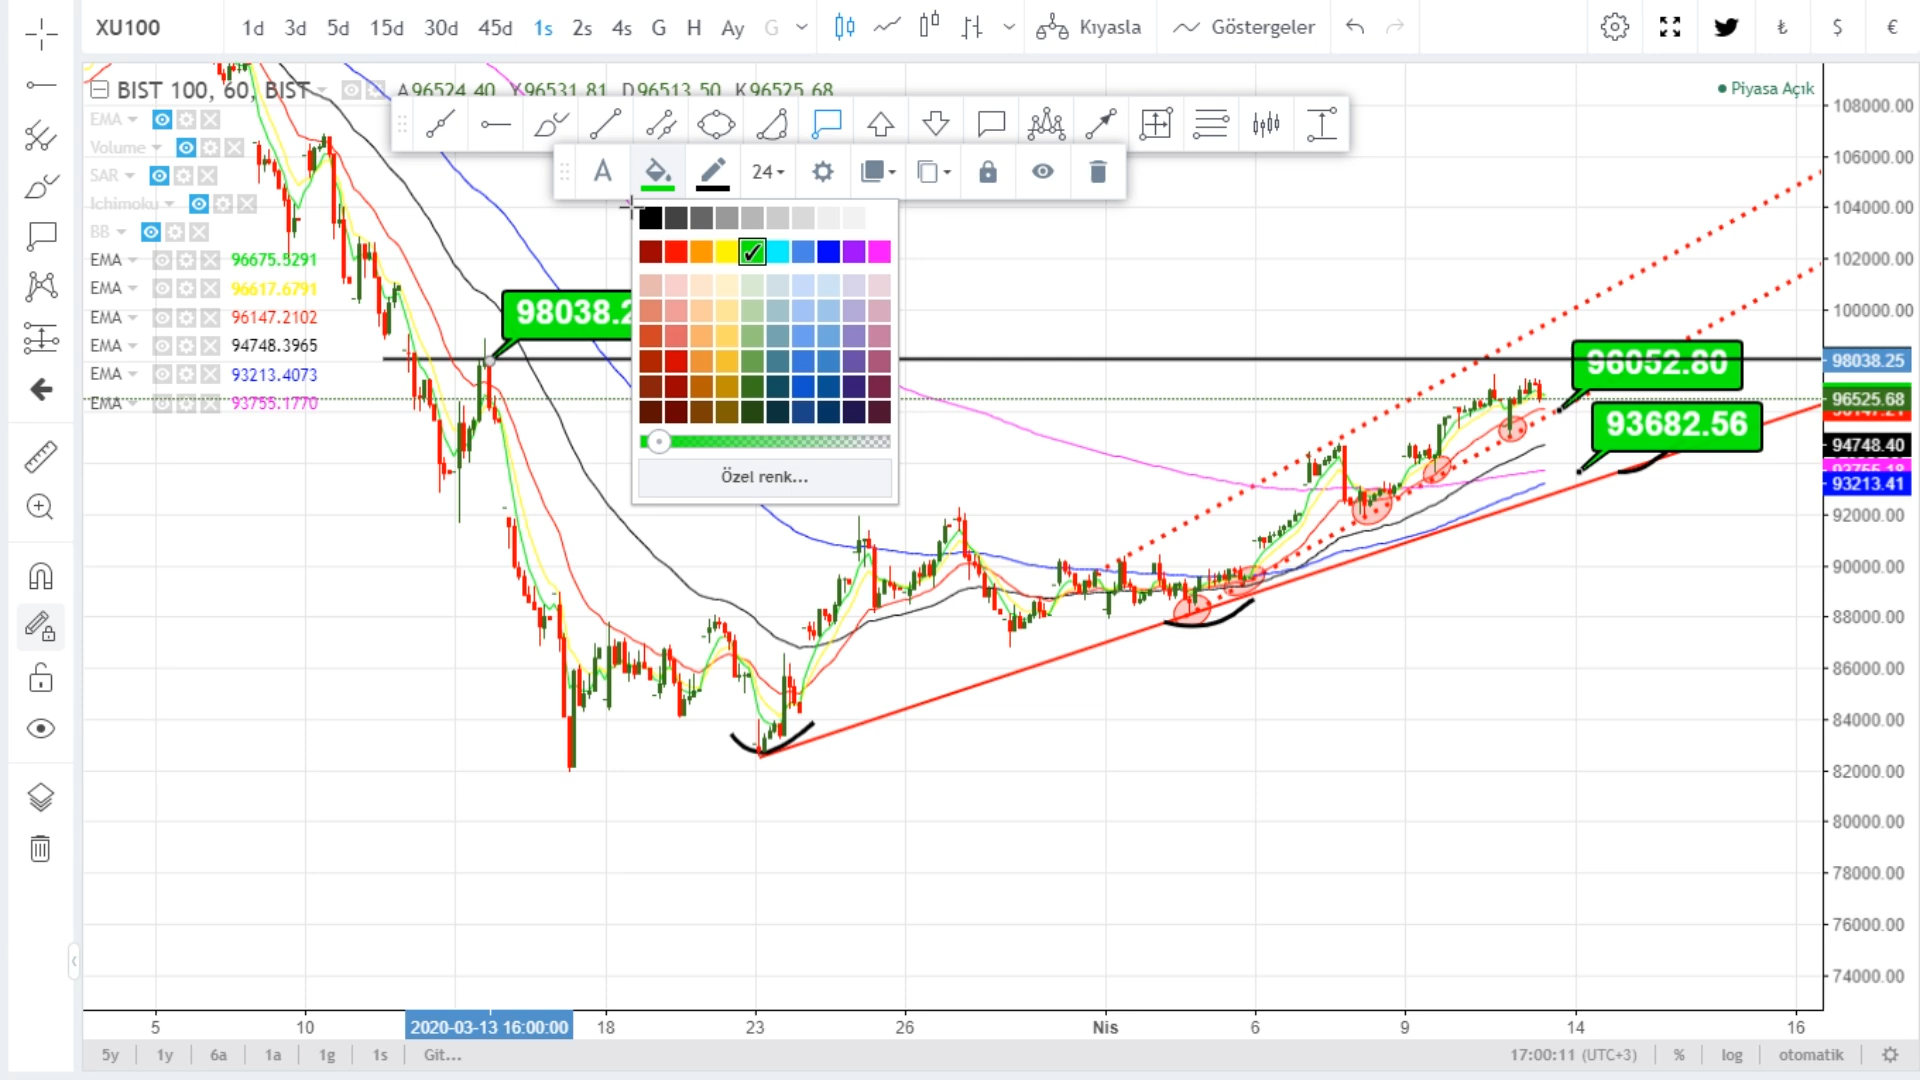 XU100 1d 3d 5d 15d 30d 45d 1s 2s 4s G H Ay G Kıyasla Göstergeler ₺ $ €
BIST 100, 60, BIST A96524.40 Y96531.81 D96513.50 K96525.68
Piyasa Açık
EMA
Volume
SAR
Ichimoku
BB
EMA 96675.5291
EMA 96617.6791
EMA 96147.2102
EMA 94748.3965
EMA 93213.4073
EMA 93755.1770
A 24
Özel renk...
98038.2
96052.80
93682.56
108000.00
106000.00
104000.00
102000.00
100000.00
98038.25
96525.68
94748.40
93213.41
92000.00
90000.00
88000.00
86000.00
84000.00
82000.00
80000.00
78000.00
76000.00
74000.00
5 10 2020-03-13 16:00:00 18 23 26 Nis 6 9 14 16
5y 1y 6a 1a 1g 1s Git... 17:00:11 (UTC+3) % log otomatik